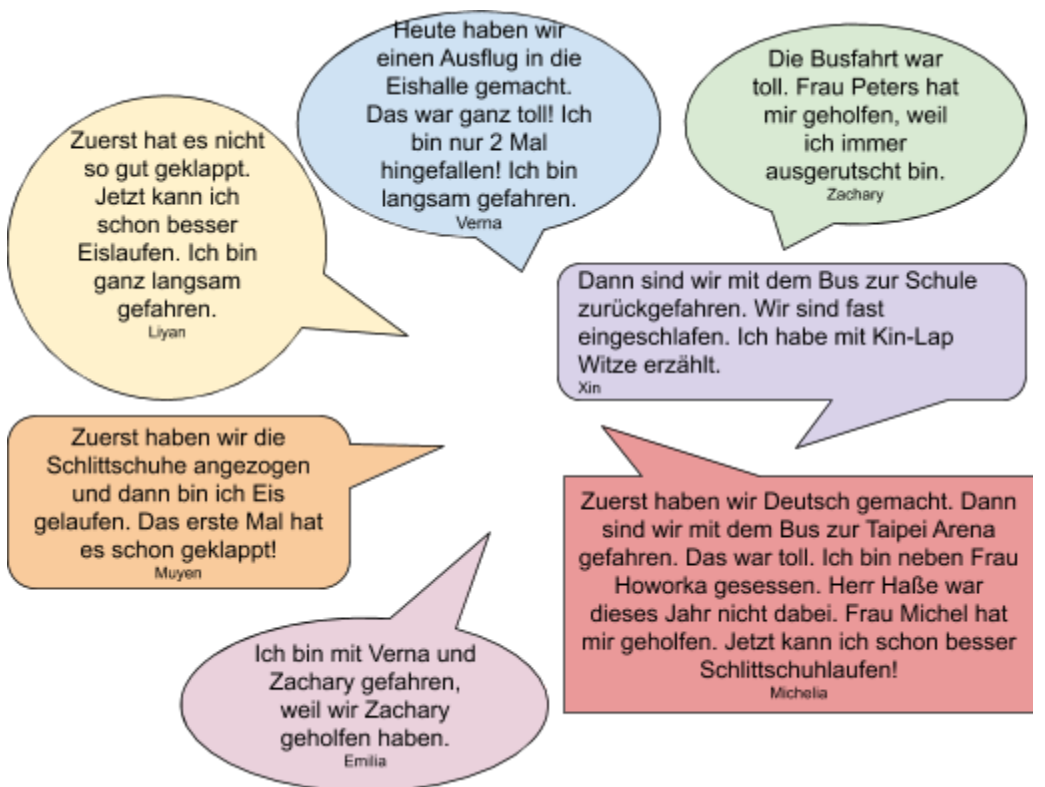 Heute haben wir
einen Ausflug in die
Eishalle gemacht.
Das war ganz toll! Ich
bin nur 2 Mal
hingefallen! Ich bin
langsam gefahren.
Verna
Die Busfahrt war
toll. Frau Peters hat
mir geholfen, weil
ich immer
ausgerutscht bin.
Zachary
Zuerst hat es nicht
so gut geklappt.
Jetzt kann ich
schon besser
Eislaufen. Ich bin
ganz langsam
gefahren.
Liyan
Dann sind wir mit dem Bus zur Schule
zurückgefahren. Wir sind fast
eingeschlafen. Ich habe mit Kin-Lap
Witze erzählt.
Xin
Zuerst haben wir die
Schlittschuhe angezogen
und dann bin ich Eis
gelaufen. Das erste Mal hat
es schon geklappt!
Muyen
Zuerst haben wir Deutsch gemacht. Dann
sind wir mit dem Bus zur Taipei Arena
gefahren. Das war toll. Ich bin neben Frau
Howorka gesessen. Herr Haße war
dieses Jahr nicht dabei. Frau Michel hat
mir geholfen. Jetzt kann ich schon besser
Schlittschuhlaufen!
Michelia
Ich bin mit Verna und
Zachary gefahren,
weil wir Zachary
geholfen haben.
Emilia